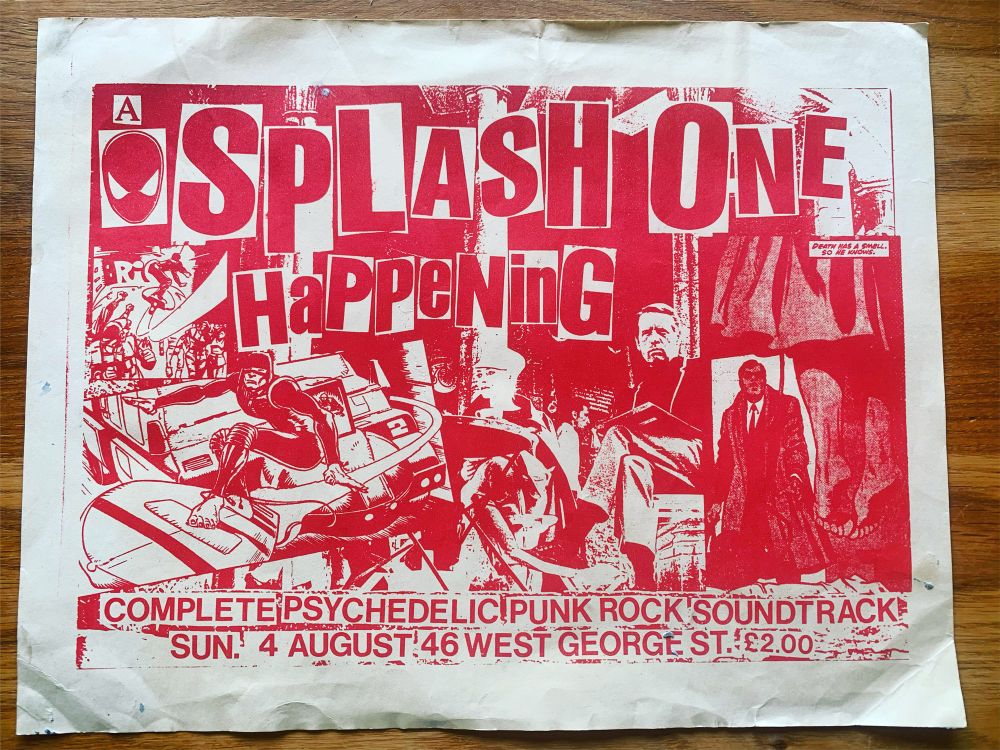 A
SPLASH ONE
HaPPeNinG
DEATH HAS A SMELL.
SO HE KNOWS.
COMPLETE PSYCHEDELIC PUNK ROCK SOUNDTRACK
SUN. 4 AUGUST 46 WEST GEORGE ST. £2.00